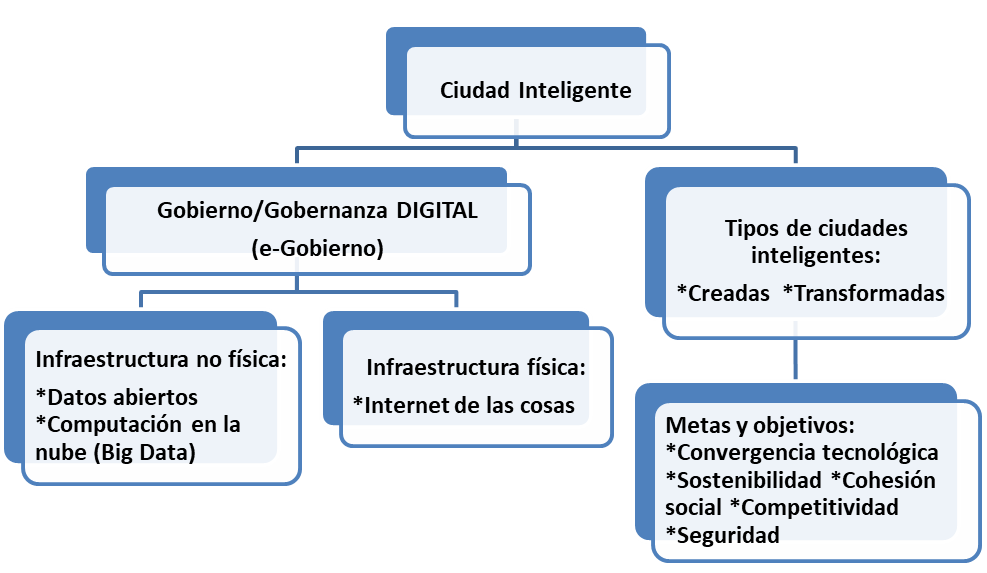 Ciudad Inteligente
Gobierno/Gobernanza DIGITAL
(e-Gobierno)
Tipos de ciudades
inteligentes:
*Creadas *Transformadas
Infraestructura no física:
*Datos abiertos
*Computación en la
nube (Big Data)
Infraestructura física:
*Internet de las cosas
Metas y objetivos:
*Convergencia tecnológica
*Sostenibilidad *Cohesión
social *Competitividad
*Seguridad